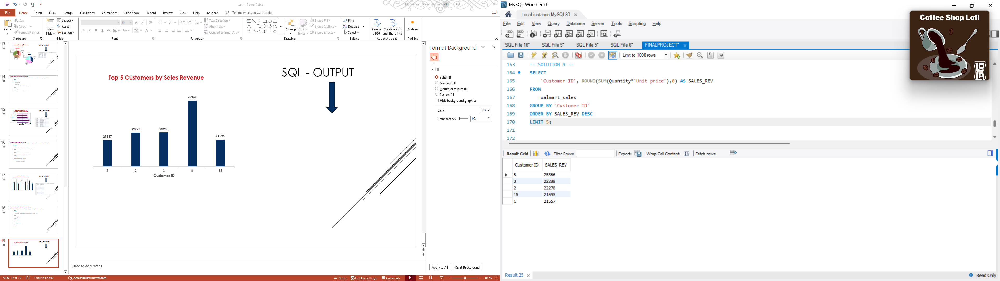 test - PowerPoint
Mohammed Numan Sunya MN
File Home Insert Draw Design Transitions Animations Slide Show Record Review View Help Acrobat Tell me what you want to do
Paste
Cut
Copy
Format Painter
Clipboard
New Slide
Layout
Reset
Section
Slides
10
Font
Text Direction
Align Text
Convert to SmartArt
Paragraph
Arrange
Quick Styles
Shape Fill
Shape Outline
Shape Effects
Drawing
Find
Replace
Select
Editing
Create a PDF
Create a PDF and Share link
Adobe Acrobat
Add-ins
Add-ins
13
SQL - OUTPUT
14
15
16
17
18
19
SQL - OUTPUT
Top 5 Customers by Sales Revenue
SQL - OUTPUT
21557
22278
22288
25366
21595
1 2 3 8 15
Customer ID
Click to add notes
Format Background
Fill
Solid fill
Gradient fill
Picture or texture fill
Pattern fill
Hide background graphics
Color
Transparency 0%
Apply to All Reset Background
Slide 19 of 19 English (India) Accessibility: Investigate Notes Display Settings Comments 103%
MySQL Workbench
Local instance MySQL80
File Edit View Query Database Server Tools Scripting Help
SQL File 16* SQL File 5* SQL File 5* SQL File 6* FINALPROJECT*
Limit to 1000 rows
163 -- SOLUTION 9 --
164 SELECT
165 `Customer ID`, ROUND(SUM(Quantity*`Unit price`),0) AS SALES_REV
166 FROM
167 walmart_sales
168 GROUP BY `Customer ID`
169 ORDER BY SALES_REV DESC
170 LIMIT 5;
171
172
Result Grid Filter Rows: Export: Wrap Cell Content: Fetch rows:
Customer ID SALES_REV
8 25366
3 22288
2 22278
15 21595
1 21557
Result 25
Read Only
Coffee Shop Lofi
LOLA